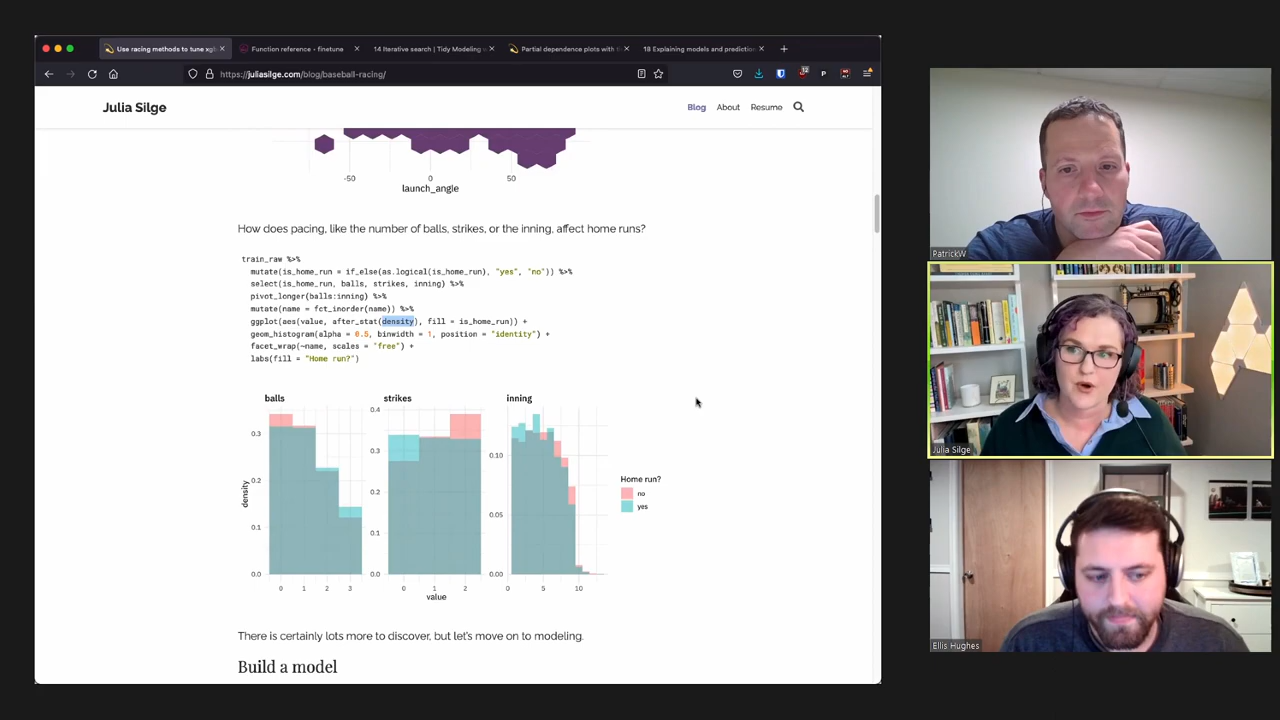 Use racing methods to tune xgb
Function reference - finetune
14 Iterative search | Tidy Modeling
Partial dependence plots with
18 Explaining models and prediction
https://juliasilge.com/blog/baseball-racing/
12
P
Julia Silge
Blog
About
Resume
-50
0
50
launch_angle
How does pacing, like the number of balls, strikes, or the inning, affect home runs?
train_raw %>%
mutate(is_home_run = if_else(as.logical(is_home_run), "yes", "no")) %>%
select(is_home_run, balls, strikes, inning) %>%
pivot_longer(balls:inning) %>%
mutate(name = fct_inorder(name)) %>%
ggplot(aes(value, after_stat(density), fill = is_home_run)) +
geom_histogram(alpha = 0.5, binwidth = 1, position = "identity") +
facet_wrap(~name, scales = "free") +
labs(fill = "Home run?")
balls
strikes
inning
density
0.3
0.2
0.1
0.0
0.4
0.3
0.2
0.1
0.0
0.10
0.05
0.00
0 1 2 3
0 1 2
0 5 10
value
Home run?
no
yes
There is certainly lots more to discover, but let's move on to modeling.
Build a model
PatrickW
Julia Silge
Ellis Hughes